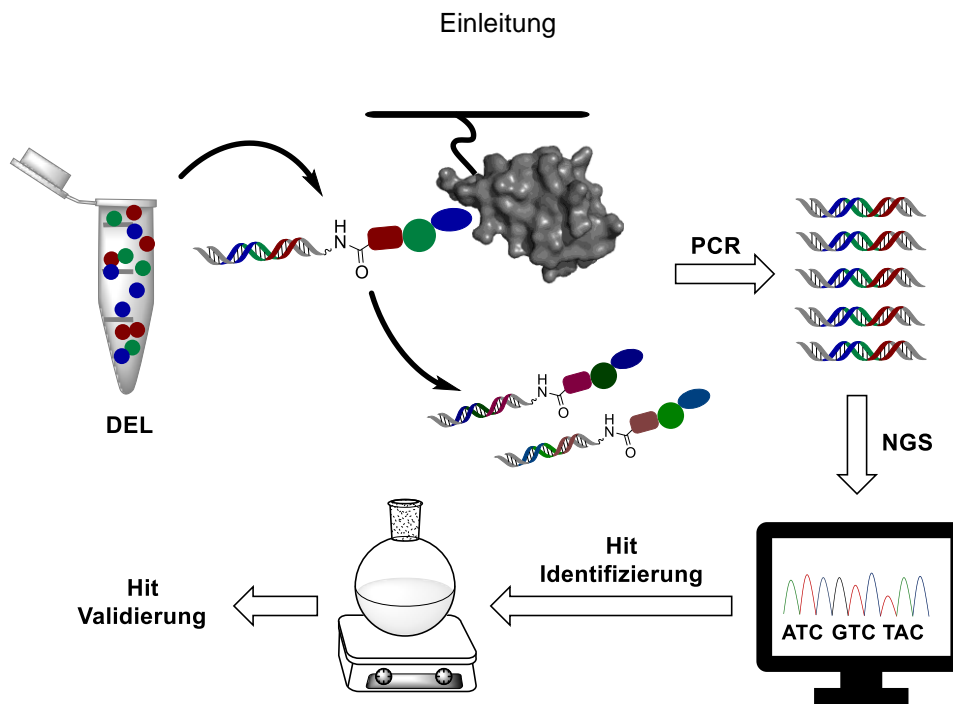 Einleitung
H
N
O
PCR
DEL
H
N
O
H
N
O
NGS
Hit
Identifizierung
Hit
Validierung
ATC GTC TAC